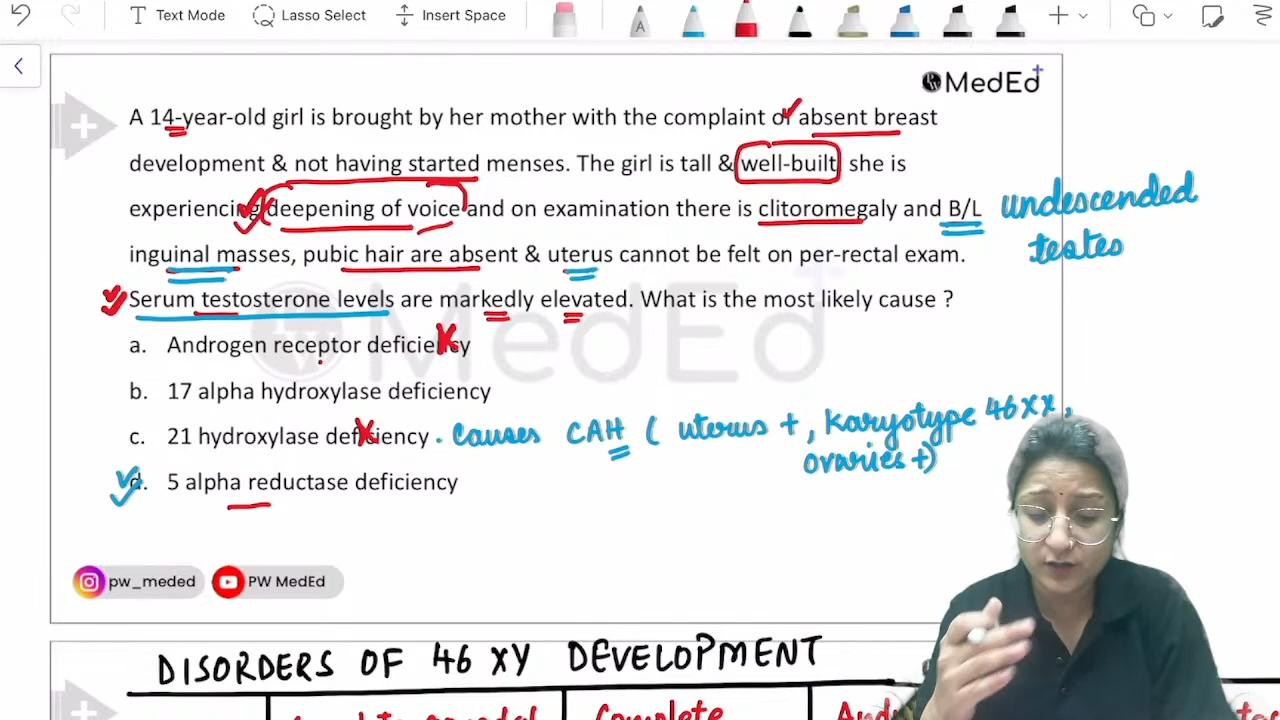 Text Mode Lasso Select Insert Space
MedEd+
A 14-year-old girl is brought by her mother with the complaint of absent breast
development & not having started menses. The girl is tall & well-built she is
experiencing deepening of voice and on examination there is clitoromegaly and B/L
undescended
testes
inguinal masses, pubic hair are absent & uterus cannot be felt on per-rectal exam.
Serum testosterone levels are markedly elevated. What is the most likely cause ?
MedEd
a. Androgen receptor deficiency
b. 17 alpha hydroxylase deficiency
c. 21 hydroxylase deficiency . Causes CAH ( uterus +, Karyotype 46XX,
ovaries +)
d. 5 alpha reductase deficiency
pw_meded PW MedEd
DISORDERS OF 46 XY DEVELOPMENT
Complete